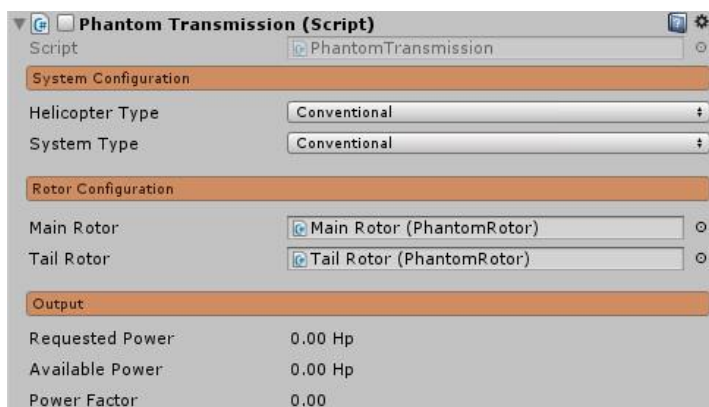 Phantom Transmission (Script)
Script PhantomTransmission
System Configuration
Helicopter Type Conventional
System Type Conventional
Rotor Configuration
Main Rotor Main Rotor (PhantomRotor)
Tail Rotor Tail Rotor (PhantomRotor)
Output
Requested Power 0.00 Hp
Available Power 0.00 Hp
Power Factor 0.00